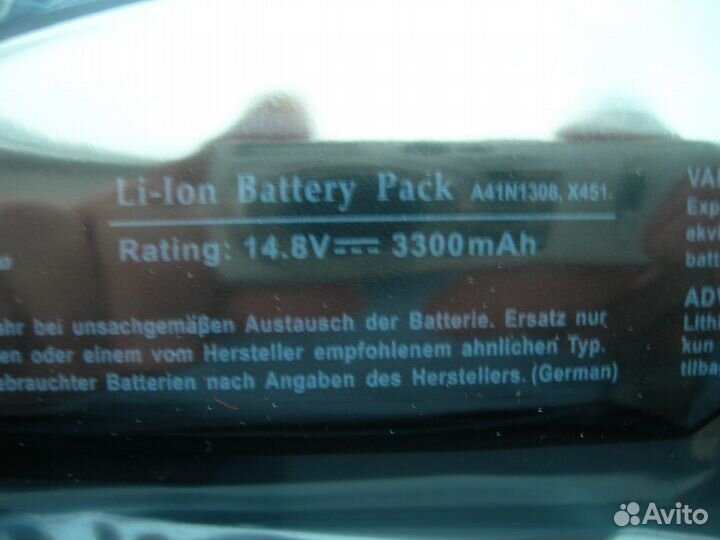 Li-Ion Battery Pack A41N1308, X451.
Rating: 14.8V⎓ 3300mAh
ahr bei unsachgemäßen Austausch der Batterie. Ersatz nur
en oder einem vom Hersteller empfohlenem ahnlichen Typ.
ebrauchter Batterien nach Angaben des Herstellers. (German)
VA
Exp
økvi
batt
ADV
Lithi
kun
tilba
Avito